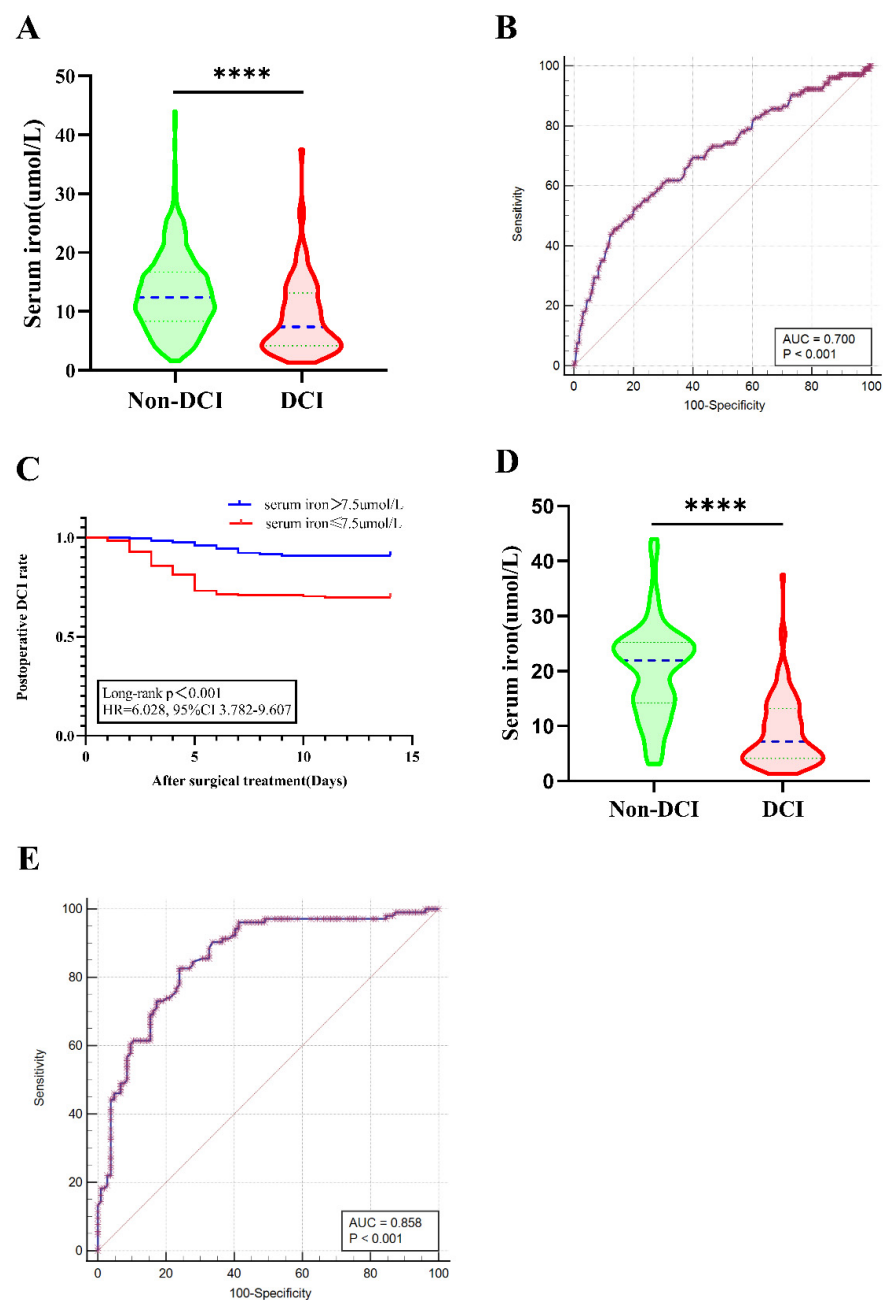 A
****
Serum iron(umol/L)
50
40
30
20
10
0
Non-DCI
DCI
B
Sensitivity
100
80
60
40
20
0
AUC = 0.700
P < 0.001
0
20
40
60
80
100
100-Specificity
C
serum iron＞7.5umol/L
serum iron≤7.5umol/L
Postoperative DCI rate
1.0
0.5
0.0
Long-rank p＜0.001
HR=6.028, 95%CI 3.782-9.607
0
5
10
15
After surgical treatment(Days)
D
****
Serum iron(umol/L)
50
40
30
20
10
0
Non-DCI
DCI
E
Sensitivity
100
80
60
40
20
0
AUC = 0.858
P < 0.001
0
20
40
60
80
100
100-Specificity